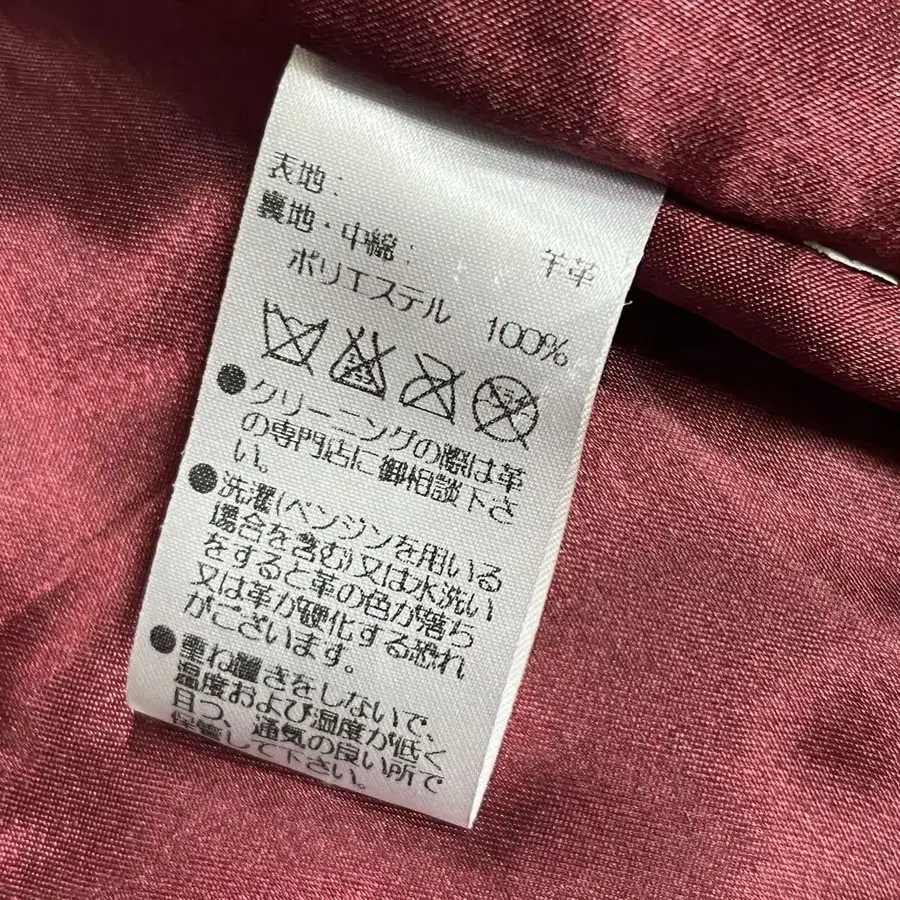 表地： 羊革
裏地・中綿：
ポリエステル 100%
●クリーニングの際は革
の専門店に御相談下さ
い。
●洗濯(ベンジンを用いる
場合を含む)又は水洗い
をすると革の色が落ち
又は革が硬化する恐れ
がございます。
●重ね置きをしないで、
温度および湿度が低く
且つ、通気の良い所で
保管して下さい。